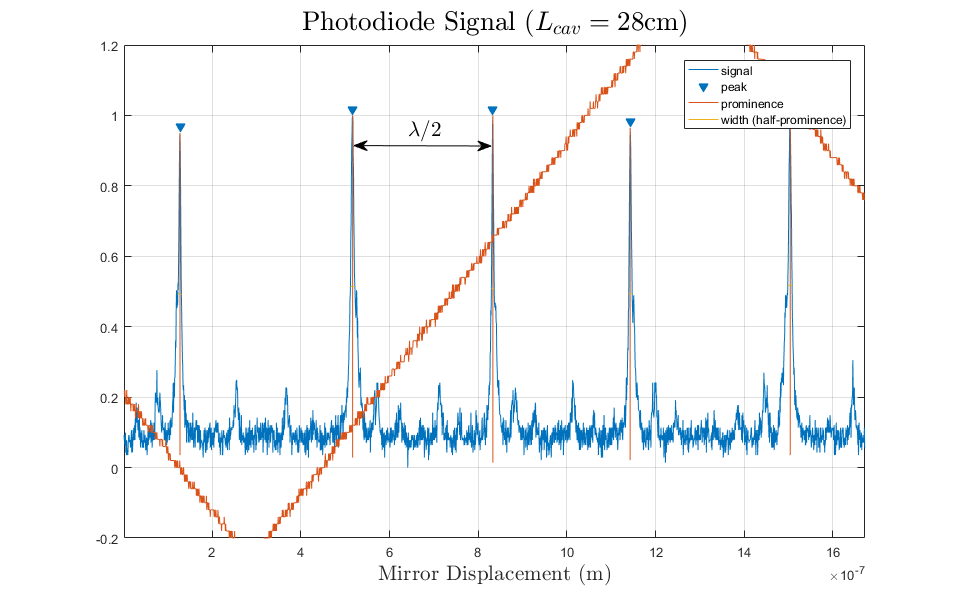 Photodiode Signal (L_cav = 28cm)
1.2
1
0.8
0.6
0.4
0.2
0
-0.2
signal
peak
prominence
width (half-prominence)
λ/2
2 4 6 8 10 12 14 16
Mirror Displacement (m)
×10^-7